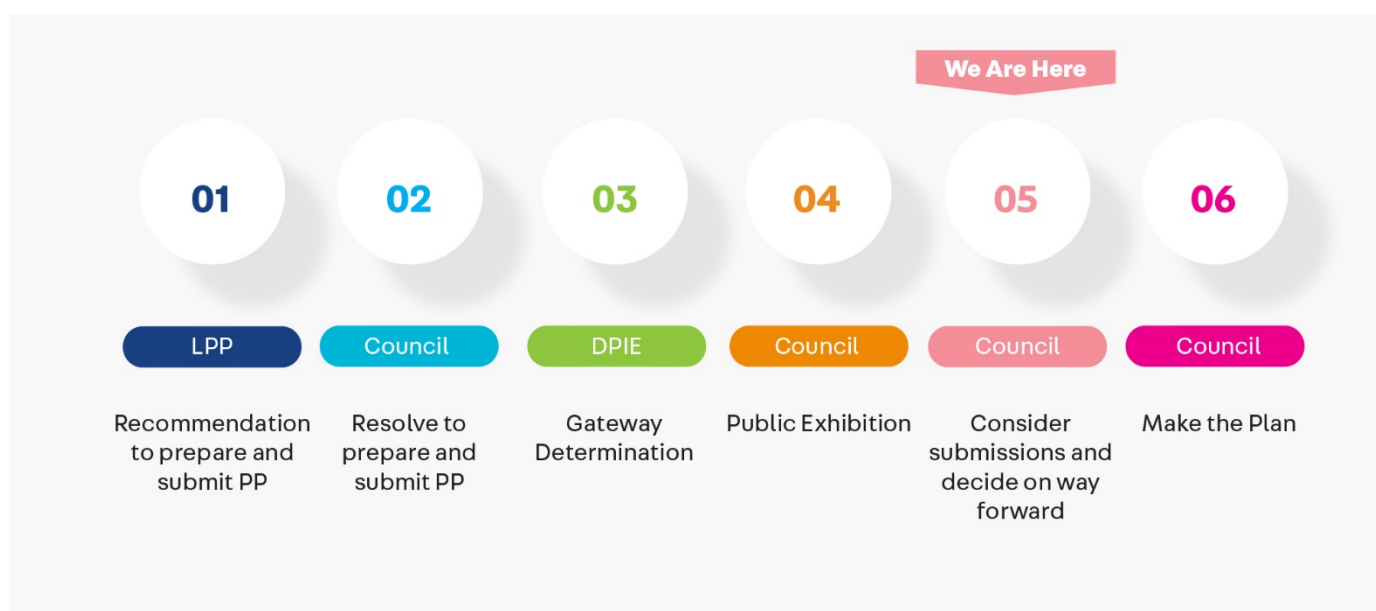 We Are Here
01
02
03
04
05
06
LPP
Council
DPIE
Council
Council
Council
Recommendation
to prepare and
submit PP
Resolve to
prepare and
submit PP
Gateway
Determination
Public Exhibition
Consider
submissions and
decide on way
forward
Make the Plan